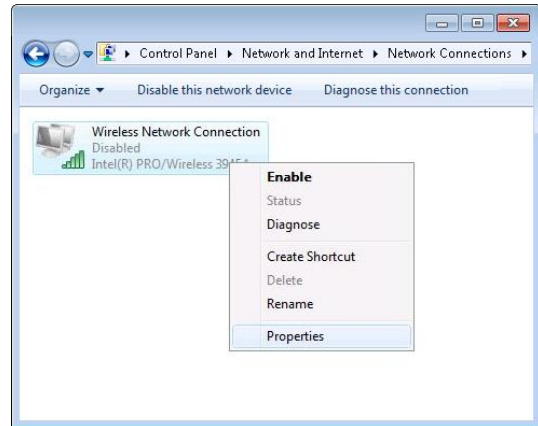 Control Panel Network and Internet Network Connections
Organize Disable this network device Diagnose this connection
Wireless Network Connection
Disabled
Intel(R) PRO/Wireless
Enable
Status
Diagnose
Create Shortcut
Delete
Rename
Properties